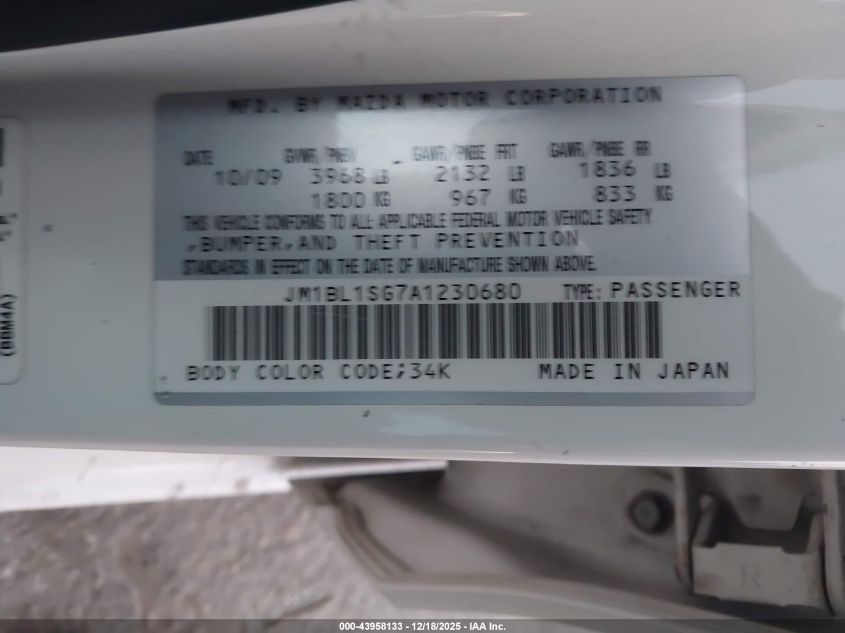 MFD. BY MAZDA MOTOR CORPORATION
DATE GVWR/PNBV GAWR/PNBE FRT GAWR/PNBE RR
10/09 3968 LB 2132 LB 1836 LB
1800 KG 967 KG 833 KG
THIS VEHICLE CONFORMS TO ALL APPLICABLE FEDERAL MOTOR VEHICLE SAFETY
,BUMPER,AND THEFT PREVENTION
STANDARDS IN EFFECT ON THE DATE OF MANUFACTURE SHOWN ABOVE.
JM1BL1SG7A1230680 TYPE: PASSENGER
BODY COLOR CODE;34K MADE IN JAPAN
(BBM4A)
R
000-43958133 - 12/18/2025 - IAA Inc.